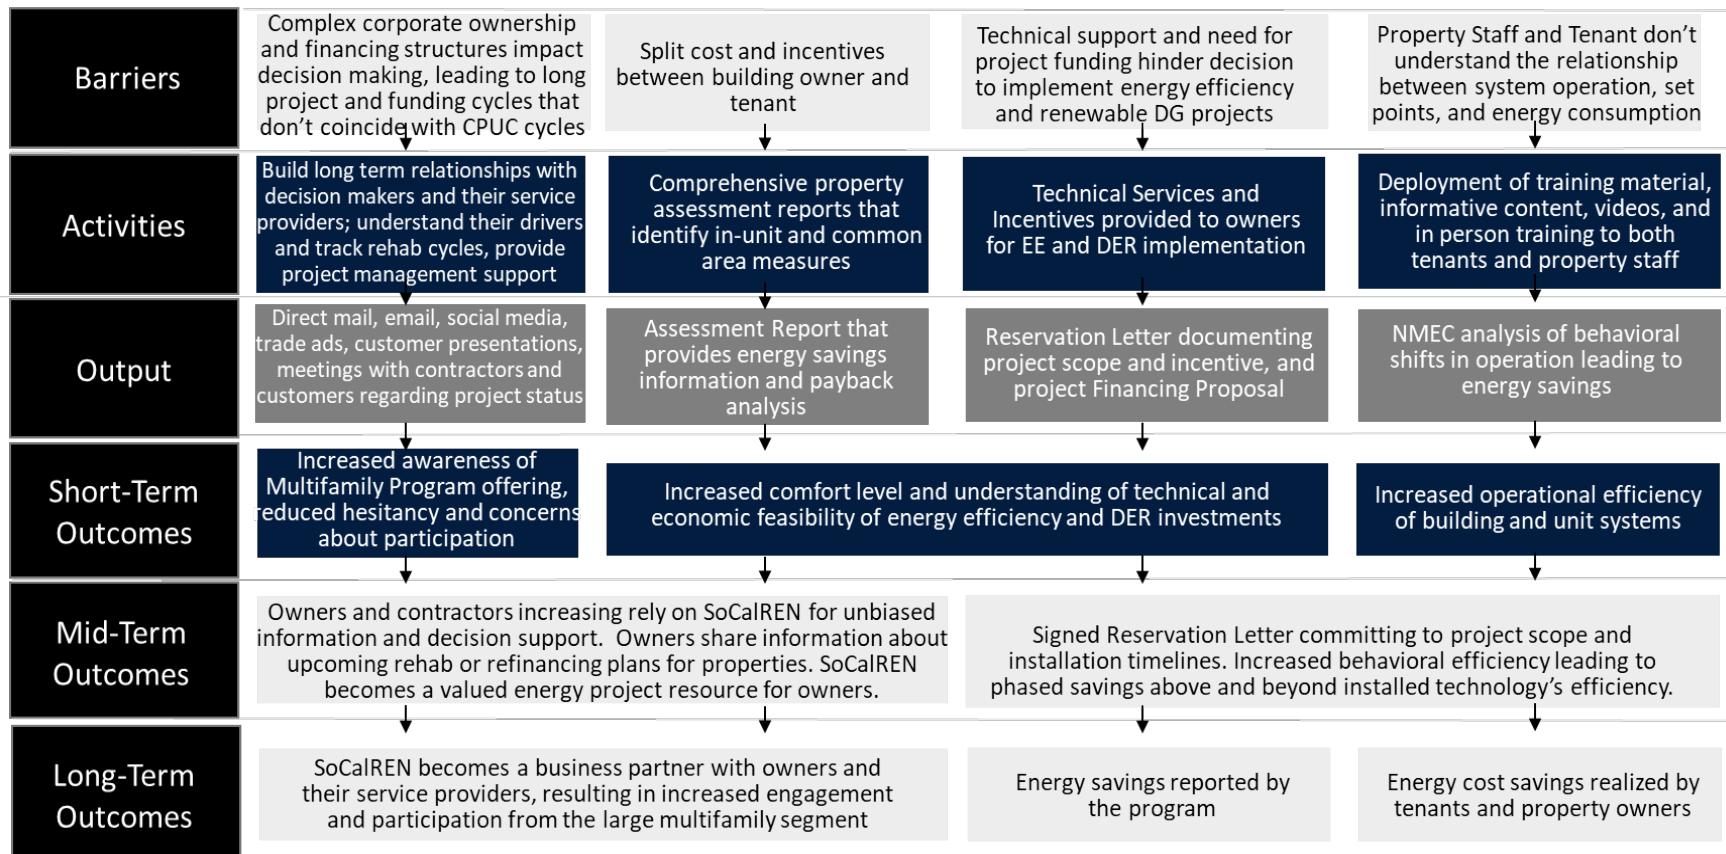 Barriers
Complex corporate ownership
and financing structures impact
decision making, leading to long
project and funding cycles that
don't coincide with CPUC cycles
Split cost and incentives
between building owner and
tenant
Technical support and need for
project funding hinder decision
to implement energy efficiency
and renewable DG projects
Property Staff and Tenant don't
understand the relationship
between system operation, set
points, and energy consumption
Activities
Build long term relationships with
decision makers and their service
providers; understand their drivers
and track rehab cycles, provide
project management support
Comprehensive property
assessment reports that
identify in-unit and common
area measures
Technical Services and
Incentives provided to owners
for EE and DER implementation
Deployment of training material,
informative content, videos, and
in person training to both
tenants and property staff
Output
Direct mail, email, social media,
trade ads, customer presentations,
meetings with contractors and
customers regarding project status
Assessment Report that
provides energy savings
information and payback
analysis
Reservation Letter documenting
project scope and incentive, and
project Financing Proposal
NMEC analysis of behavioral
shifts in operation leading to
energy savings
Short-Term
Outcomes
Increased awareness of
Multifamily Program offering,
reduced hesitancy and concerns
about participation
Increased comfort level and understanding of technical and
economic feasibility of energy efficiency and DER investments
Increased operational efficiency
of building and unit systems
Mid-Term
Outcomes
Owners and contractors increasing rely on SoCalREN for unbiased
information and decision support.  Owners share information about
upcoming rehab or refinancing plans for properties. SoCalREN
becomes a valued energy project resource for owners.
Signed Reservation Letter committing to project scope and
installation timelines. Increased behavioral efficiency leading to
phased savings above and beyond installed technology's efficiency.
Long-Term
Outcomes
SoCalREN becomes a business partner with owners and
their service providers, resulting in increased engagement
and participation from the large multifamily segment
Energy savings reported by
the program
Energy cost savings realized by
tenants and property owners